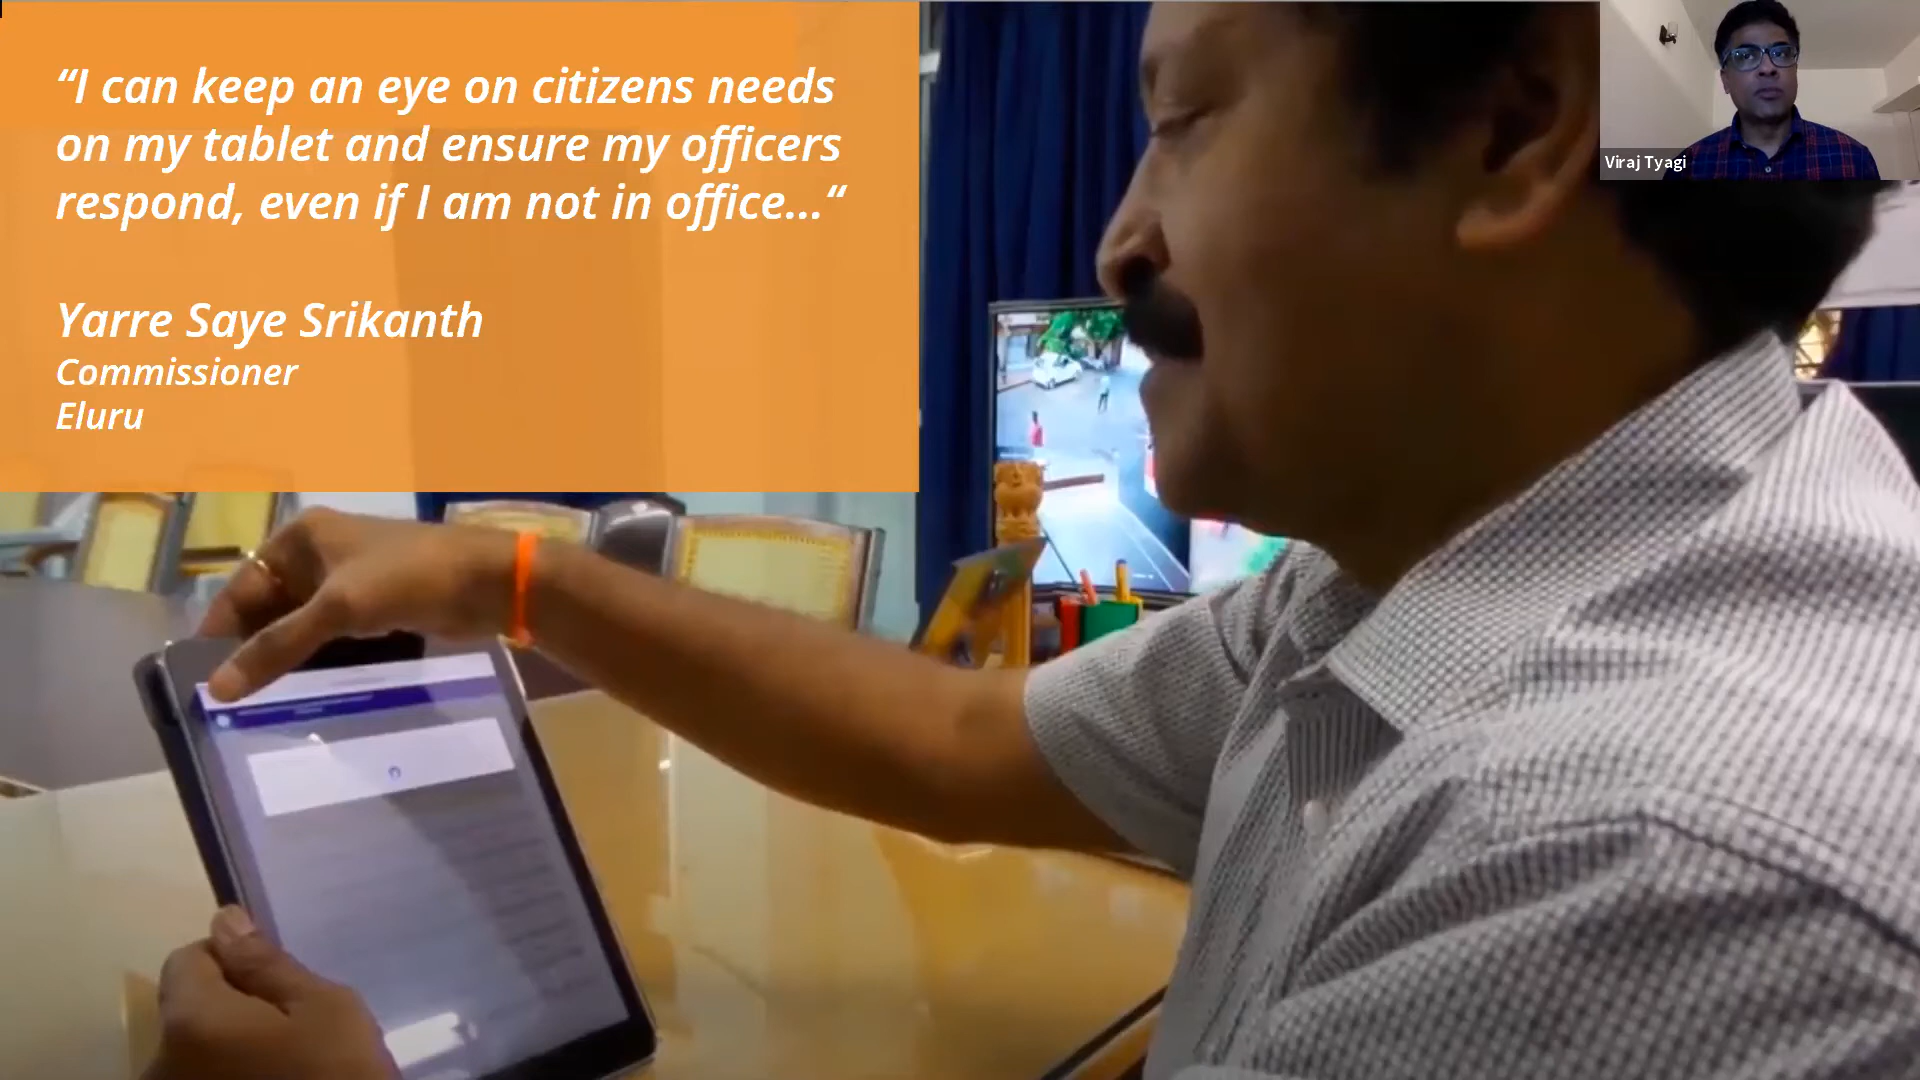 “I can keep an eye on citizens needs
on my tablet and ensure my officers
respond, even if I am not in office...“
Yarre Saye Srikanth
Commissioner
Eluru
Viraj Tyagi